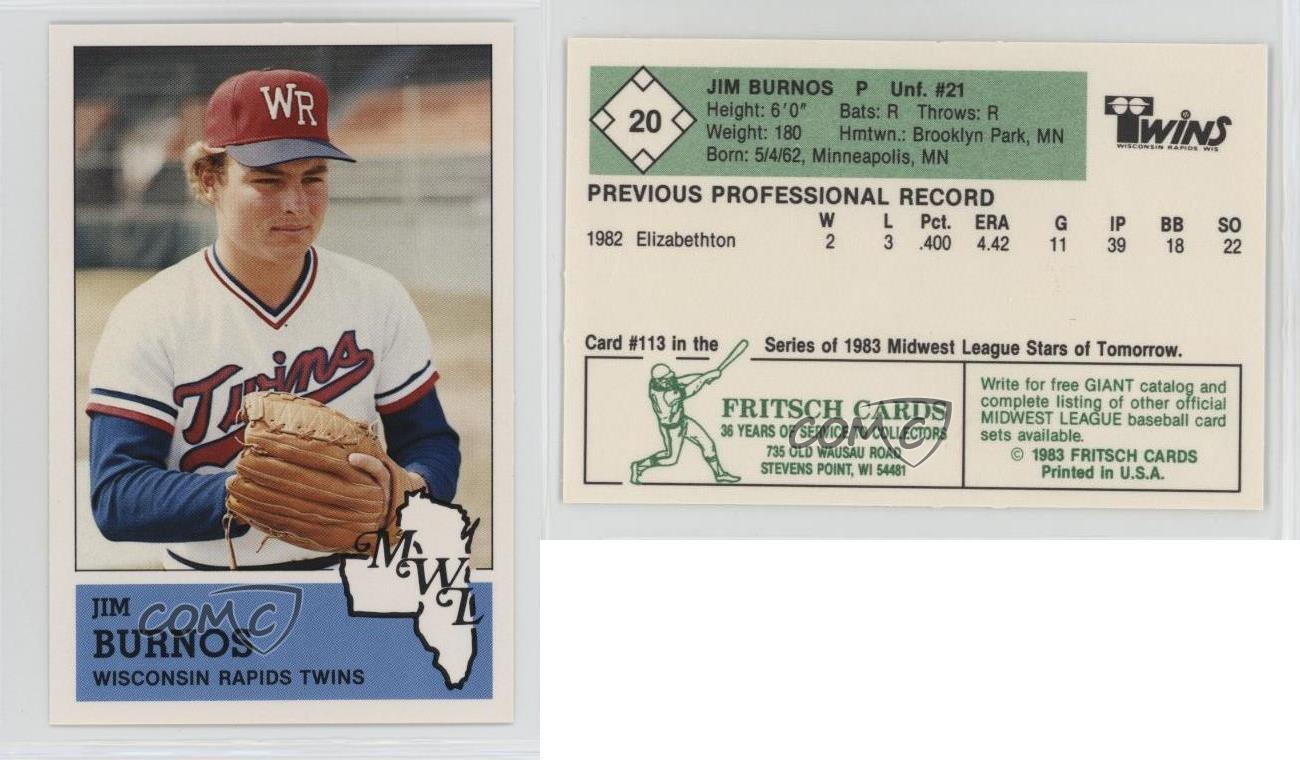 WR
Twins
MWL
JIM
BURNOS
WISCONSIN RAPIDS TWINS
COMC
20
JIM BURNOS P Unf. #21
Height: 6'0" Bats: R Throws: R
Weight: 180 Hmtwn.: Brooklyn Park, MN
Born: 5/4/62, Minneapolis, MN
TWINS
WISCONSIN RAPIDS WIS
PREVIOUS PROFESSIONAL RECORD
W L Pct. ERA G IP BB SO
1982 Elizabethton 2 3 .400 4.42 11 39 18 22
Card #113 in the Series of 1983 Midwest League Stars of Tomorrow.
FRITSCH CARDS
36 YEARS OF SERVICE TO COLLECTORS
735 OLD WAUSAU ROAD
STEVENS POINT, WI 54481
COMC
Write for free GIANT catalog and
complete listing of other official
MIDWEST LEAGUE baseball card
sets available.
© 1983 FRITSCH CARDS
Printed in U.S.A.